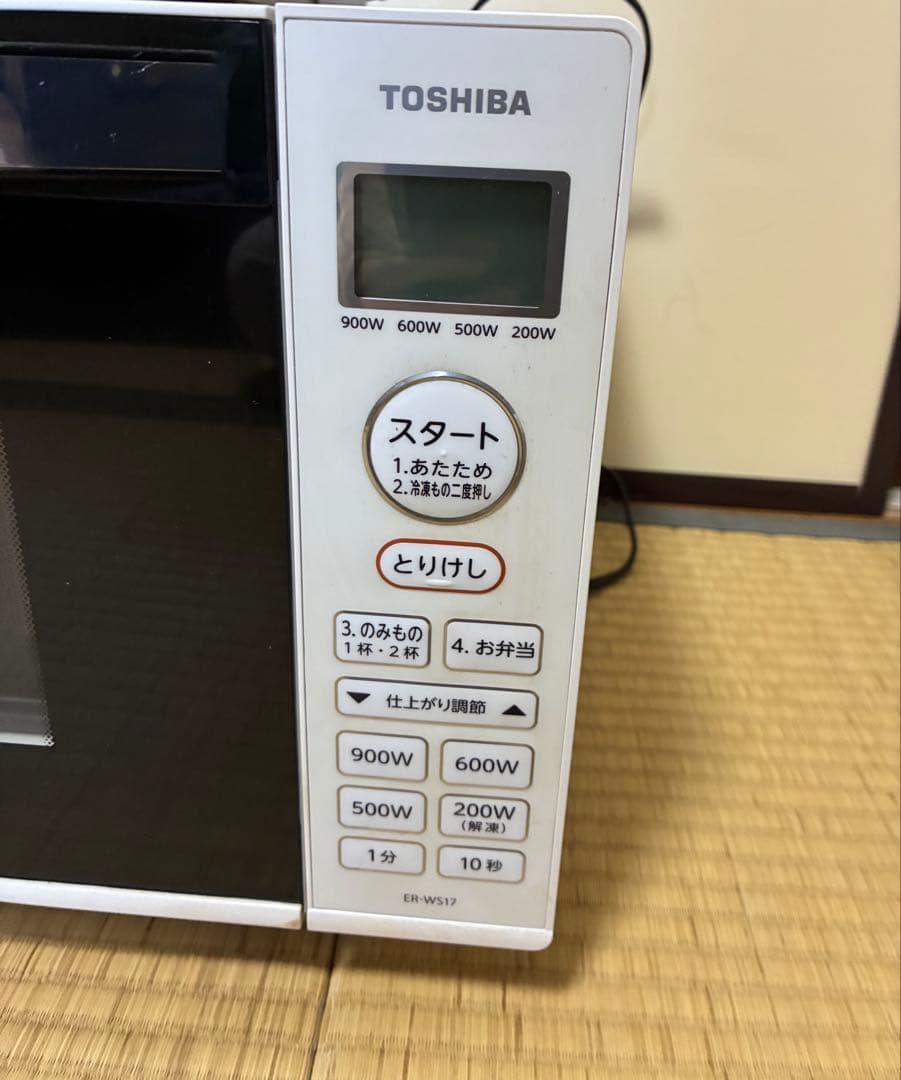 TOSHIBA
900W 600W 500W 200W
スタート
1.あたため
2.冷凍もの二度押し
とりけし
3.のみもの
1杯・2杯
4.お弁当
▼ 仕上がり調節 ▲
900W 600W
500W 200W
(解凍)
1分 10秒
ER-WS17